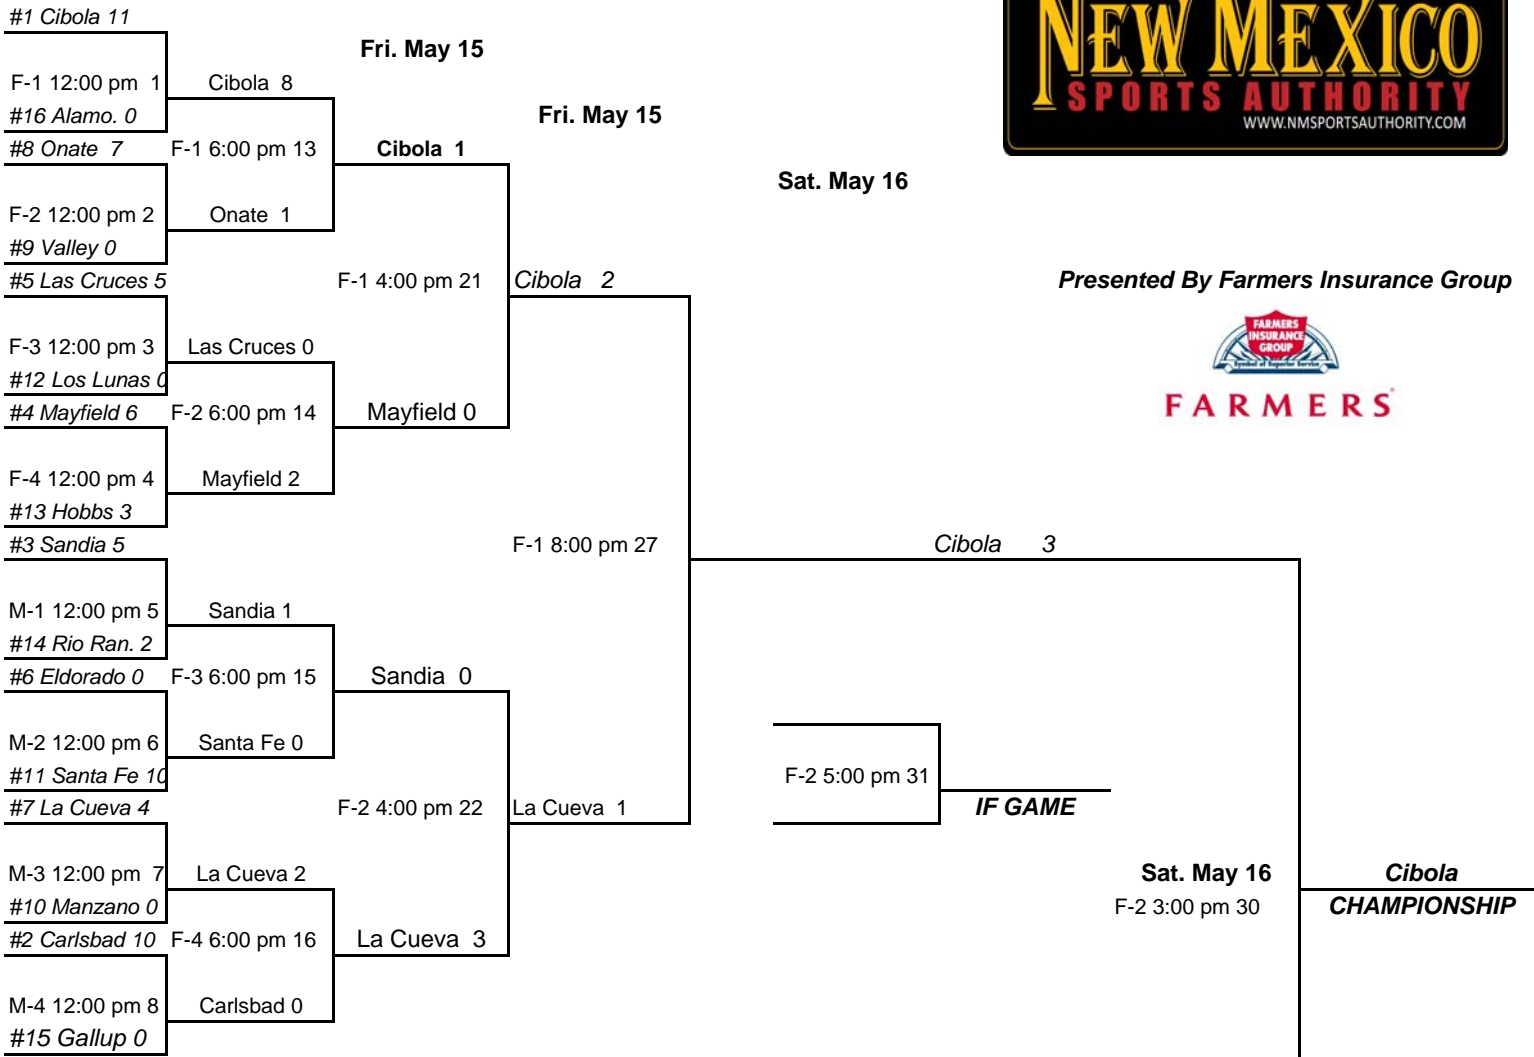 #1 Cibola 11
Fri. May 15
F-1 12:00 pm 1
Cibola 8
#16 Alamo. 0
Fri. May 15
#8 Onate 7
F-1 6:00 pm 13
Cibola 1
NEW MEXICO
SPORTS AUTHORITY
WWW.NMSPORTSAUTHORITY.COM
Sat. May 16
F-2 12:00 pm 2
Onate 1
#9 Valley 0
#5 Las Cruces 5
F-1 4:00 pm 21
Cibola 2
Presented By Farmers Insurance Group
FARMERS
INSURANCE
GROUP
Symbol of Superior Service
FARMERS
F-3 12:00 pm 3
Las Cruces 0
#12 Los Lunas 0
#4 Mayfield 6
F-2 6:00 pm 14
Mayfield 0
F-4 12:00 pm 4
Mayfield 2
#13 Hobbs 3
#3 Sandia 5
F-1 8:00 pm 27
Cibola 3
M-1 12:00 pm 5
Sandia 1
#14 Rio Ran. 2
#6 Eldorado 0
F-3 6:00 pm 15
Sandia 0
M-2 12:00 pm 6
Santa Fe 0
#11 Santa Fe 10
F-2 5:00 pm 31
#7 La Cueva 4
F-2 4:00 pm 22
La Cueva 1
IF GAME
M-3 12:00 pm 7
La Cueva 2
Sat. May 16
Cibola
#10 Manzano 0
F-2 3:00 pm 30
CHAMPIONSHIP
#2 Carlsbad 10
F-4 6:00 pm 16
La Cueva 3
M-4 12:00 pm 8
Carlsbad 0
#15 Gallup 0